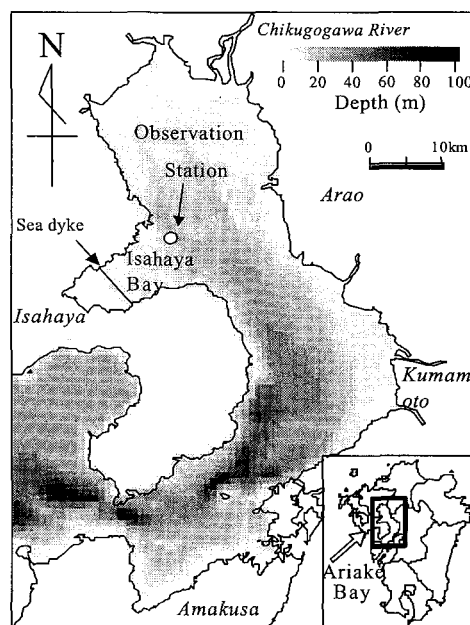 N
Chikugogawa River
0 20 40 60 80 100
Depth (m)
Observation
Station
0 10km
Arao
Sea dyke
Isahaya
Bay
Isahaya
Kumam
oto
Ariake
Bay
Amakusa